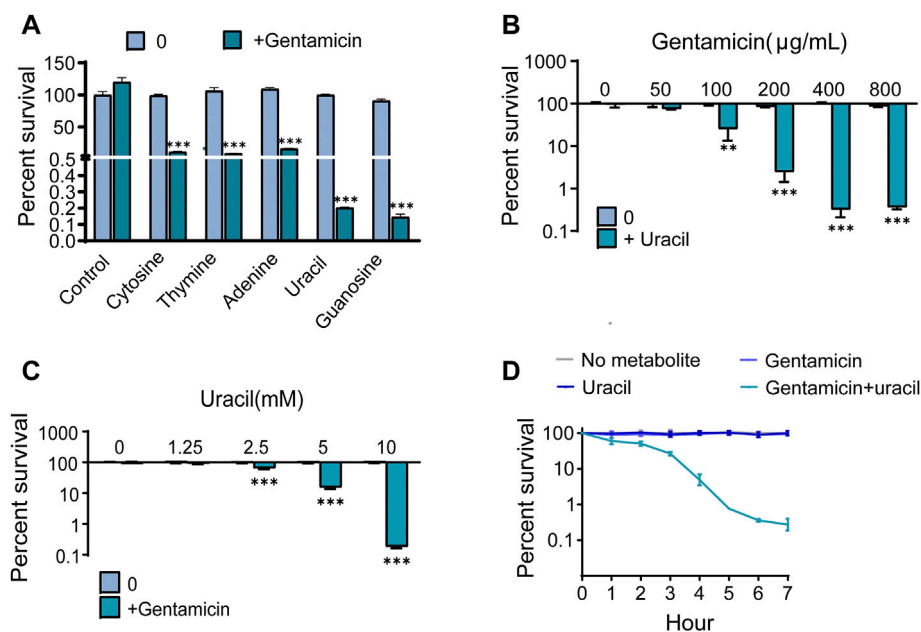 A
0
+Gentamicin
Percent survival
150
100
50
0.5
0.4
0.3
0.2
0.1
0.0
***
***
***
***
***
Control
Cytosine
Thymine
Adenine
Uracil
Guanosine
B
Gentamicin(µg/mL)
Percent survival
1000
100
10
1
0.1
0 50 100 200 400 800
**
***
***
***
0
+ Uracil
C
Uracil(mM)
Percent survival
1000
100
10
1
0.1
0 1.25 2.5 5 10
***
***
***
0
+Gentamicin
D
No metabolite
Gentamicin
Uracil
Gentamicin+uracil
Percent survival
100
10
1
0.1
0 1 2 3 4 5 6 7
Hour